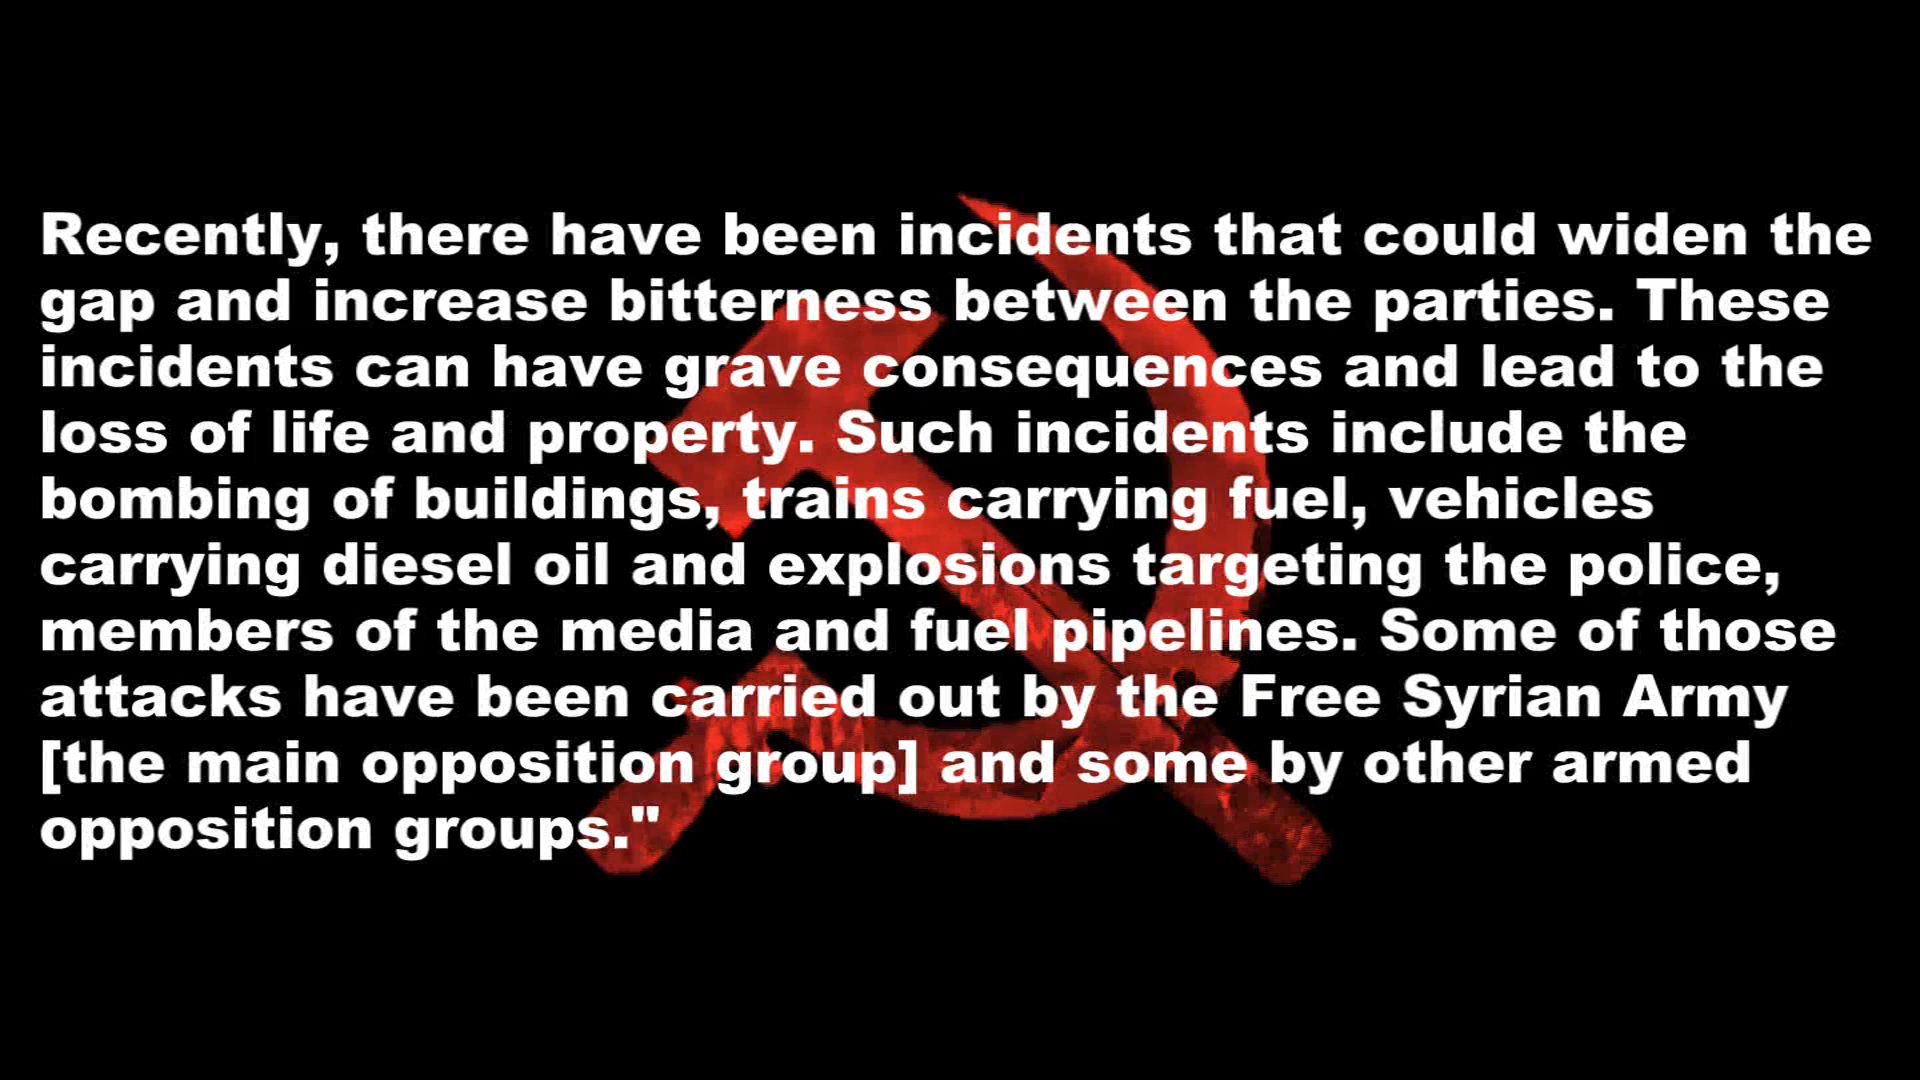 Recently, there have been incidents that could widen the
gap and increase bitterness between the parties. These
incidents can have grave consequences and lead to the
loss of life and property. Such incidents include the
bombing of buildings, trains carrying fuel, vehicles
carrying diesel oil and explosions targeting the police,
members of the media and fuel pipelines. Some of those
attacks have been carried out by the Free Syrian Army
[the main opposition group] and some by other armed
opposition groups."